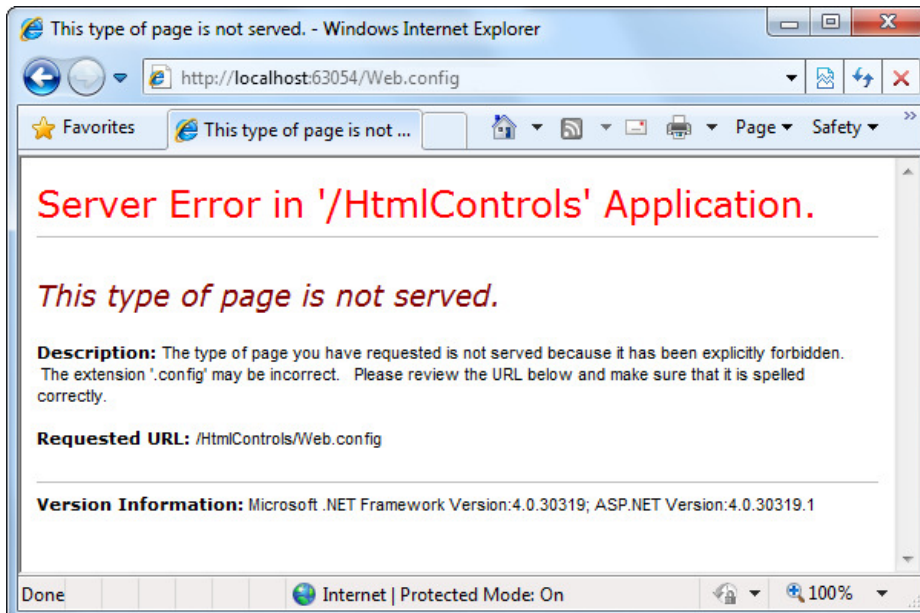 This type of page is not served. - Windows Internet Explorer
http://localhost:63054/Web.config
Favorites
This type of page is not ...
Page
Safety
»
Server Error in '/HtmlControls' Application.
This type of page is not served.
Description: The type of page you have requested is not served because it has been explicitly forbidden.
The extension '.config' may be incorrect. Please review the URL below and make sure that it is spelled
correctly.
Requested URL: /HtmlControls/Web.config
Version Information: Microsoft .NET Framework Version:4.0.30319; ASP.NET Version:4.0.30319.1
Done
Internet | Protected Mode: On
100%